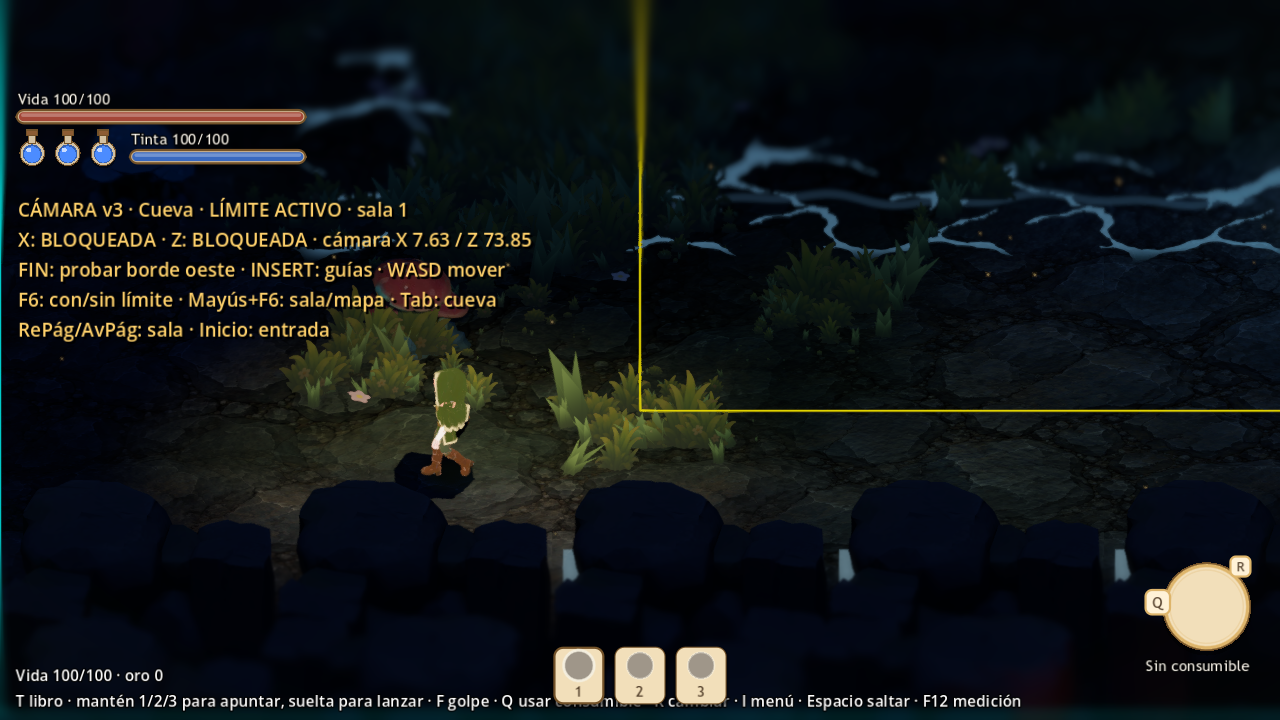 Vida 100/100
Tinta 100/100
CÁMARA v3 · Cueva · LÍMITE ACTIVO · sala 1
X: BLOQUEADA · Z: BLOQUEADA · cámara X 7.63 / Z 73.85
FIN: probar borde oeste · INSERT: guías · WASD mover
F6: con/sin límite · Mayús+F6: sala/mapa · Tab: cueva
RePág/AvPág: sala · Inicio: entrada
R
Q
Sin consumible
1 2 3
Vida 100/100 · oro 0
T libro · mantén 1/2/3 para apuntar, suelta para lanzar · F golpe · Q usar consumible · R cambiar · I menú · Espacio saltar · F12 medición